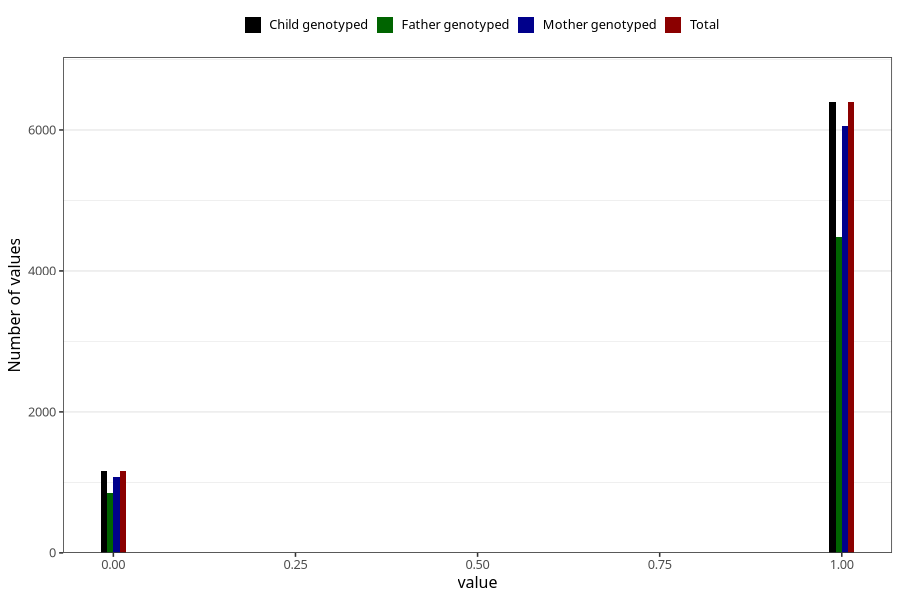 Child genotyped Father genotyped Mother genotyped Total
6000
4000
2000
0
Number of values
0.00 0.25 0.50 0.75 1.00
value